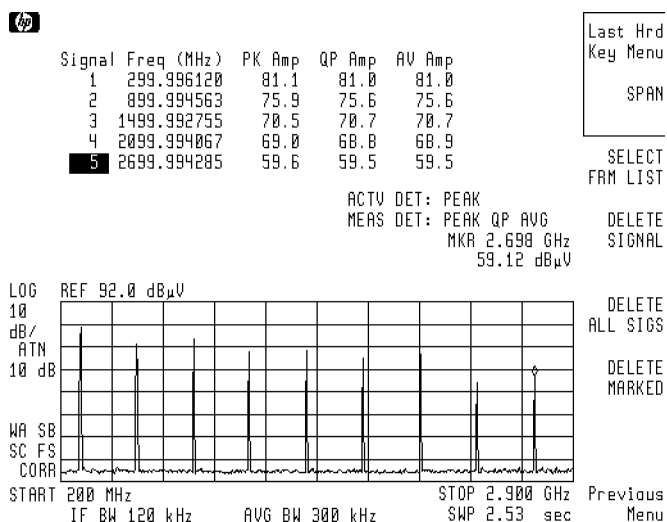 hp
Last Hrd
Key Menu
SPAN
Signal Freq (MHz) PK Amp QP Amp AV Amp
1 299.996120 81.1 81.0 81.0
2 899.994563 75.9 75.6 75.6
3 1499.992755 70.5 70.7 70.7
4 2099.994067 69.0 68.8 68.9
5 2699.994285 59.6 59.5 59.5
SELECT
FRM LIST
ACTV DET: PEAK
MEAS DET: PEAK QP AVG
MKR 2.698 GHz
59.12 dBµV
DELETE
SIGNAL
LOG REF 92.0 dBµV
10
dB/
ATN
10 dB
DELETE
ALL SIGS
DELETE
MARKED
WA SB
SC FS
CORR
START 200 MHz STOP 2.900 GHz
IF BW 120 kHz AVG BW 300 kHz SWP 2.53 sec
Previous
Menu